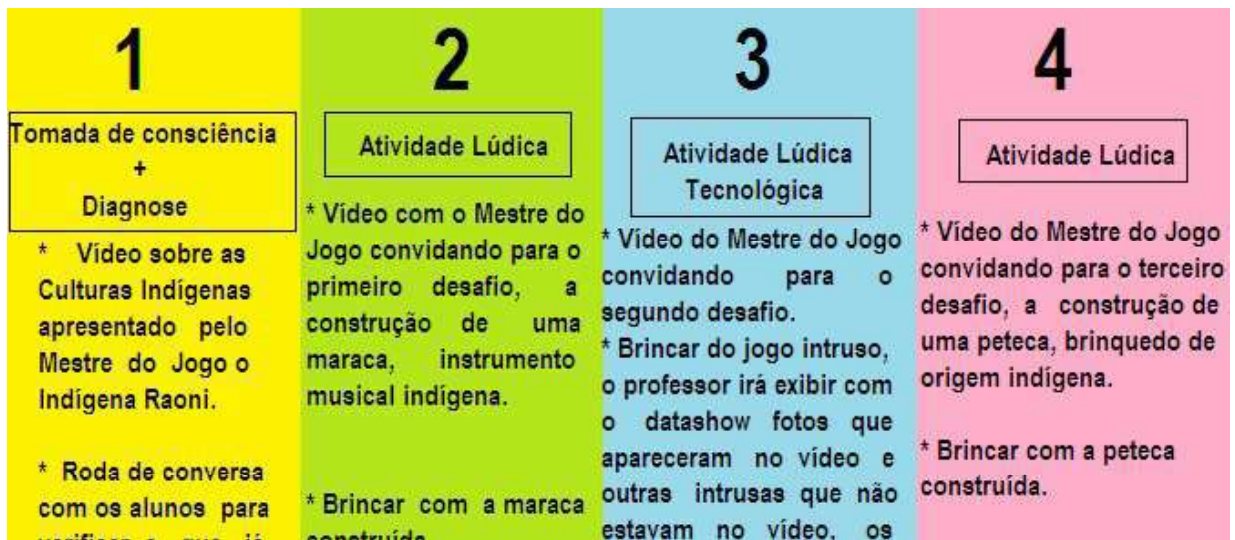 1
Tomada de consciência
+
Diagnose
* Vídeo sobre as
Culturas Indígenas
apresentado pelo
Mestre do Jogo o
Indígena Raoni.
* Roda de conversa
com os alunos para
verificar o que já
2
Atividade Lúdica
* Vídeo com o Mestre do
Jogo convidando para o
primeiro desafio, a
construção de uma
maraca, instrumento
musical indígena.
* Brincar com a maraca
construída
3
Atividade Lúdica
Tecnológica
* Vídeo do Mestre do Jogo
convidando para o
segundo desafio.
* Brincar do jogo intruso,
o professor irá exibir com
o datashow fotos que
apareceram no vídeo e
outras intrusas que não
estavam no vídeo, os
4
Atividade Lúdica
* Vídeo do Mestre do Jogo
convidando para o terceiro
desafio, a construção de
uma peteca, brinquedo de
origem indígena.
* Brincar com a peteca
construída.